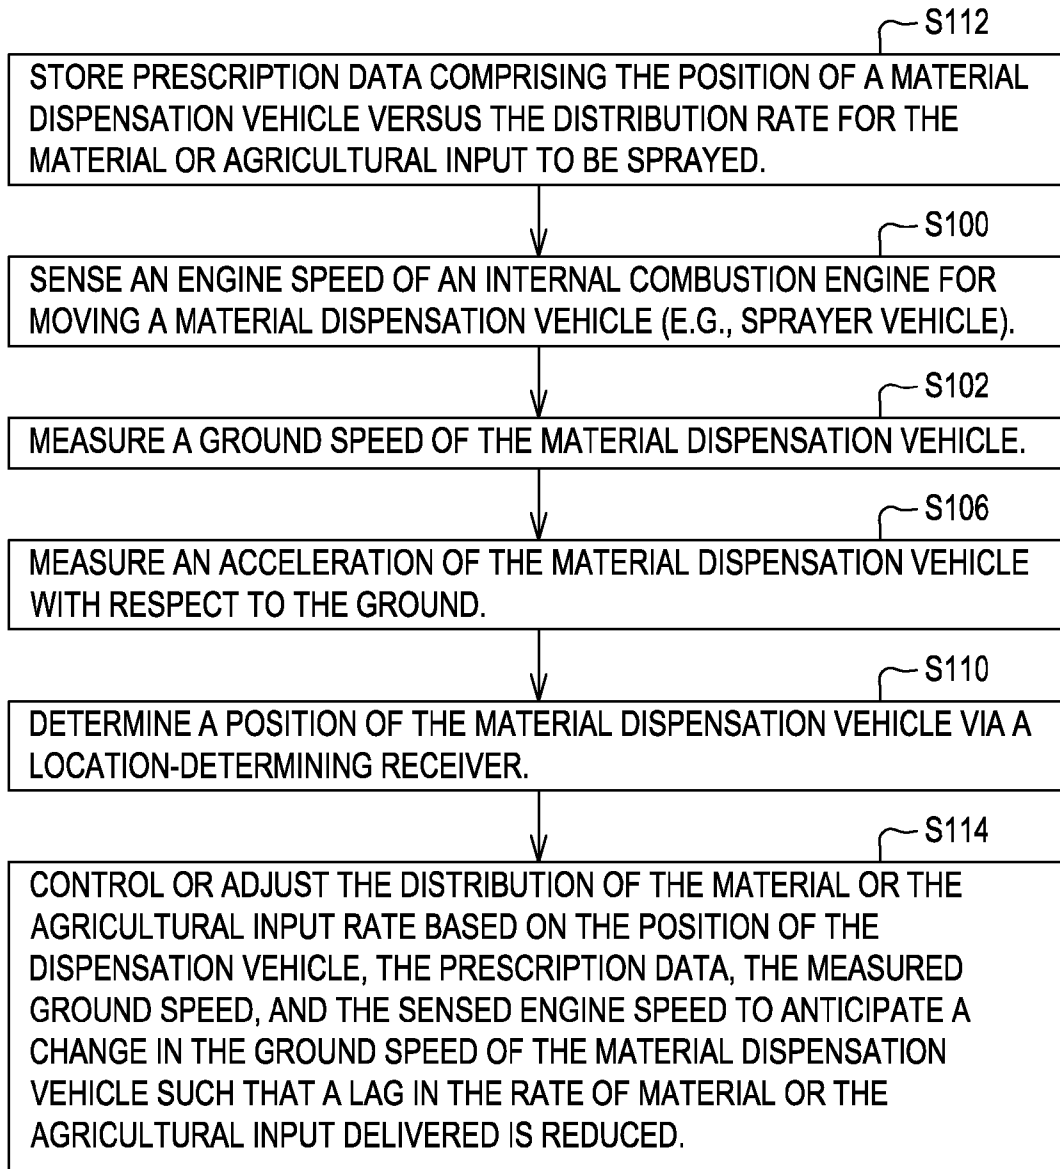 S112
STORE PRESCRIPTION DATA COMPRISING THE POSITION OF A MATERIAL
DISPENSATION VEHICLE VERSUS THE DISTRIBUTION RATE FOR THE
MATERIAL OR AGRICULTURAL INPUT TO BE SPRAYED.
S100
SENSE AN ENGINE SPEED OF AN INTERNAL COMBUSTION ENGINE FOR
MOVING A MATERIAL DISPENSATION VEHICLE (E.G., SPRAYER VEHICLE).
S102
MEASURE A GROUND SPEED OF THE MATERIAL DISPENSATION VEHICLE.
S106
MEASURE AN ACCELERATION OF THE MATERIAL DISPENSATION VEHICLE
WITH RESPECT TO THE GROUND.
S110
DETERMINE A POSITION OF THE MATERIAL DISPENSATION VEHICLE VIA A
LOCATION-DETERMINING RECEIVER.
S114
CONTROL OR ADJUST THE DISTRIBUTION OF THE MATERIAL OR THE
AGRICULTURAL INPUT RATE BASED ON THE POSITION OF THE
DISPENSATION VEHICLE, THE PRESCRIPTION DATA, THE MEASURED
GROUND SPEED, AND THE SENSED ENGINE SPEED TO ANTICIPATE A
CHANGE IN THE GROUND SPEED OF THE MATERIAL DISPENSATION
VEHICLE SUCH THAT A LAG IN THE RATE OF MATERIAL OR THE
AGRICULTURAL INPUT DELIVERED IS REDUCED.